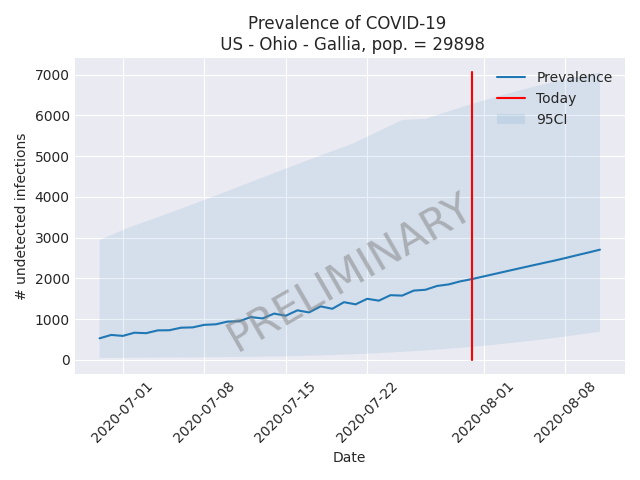 Prevalence of COVID-19
US - Ohio - Gallia, pop. = 29898
# undetected infections
7000
6000
5000
4000
3000
2000
1000
0
Prevalence
Today
95CI
PRELIMINARY
2020-07-01
2020-07-08
2020-07-15
2020-07-22
2020-08-01
2020-08-08
Date